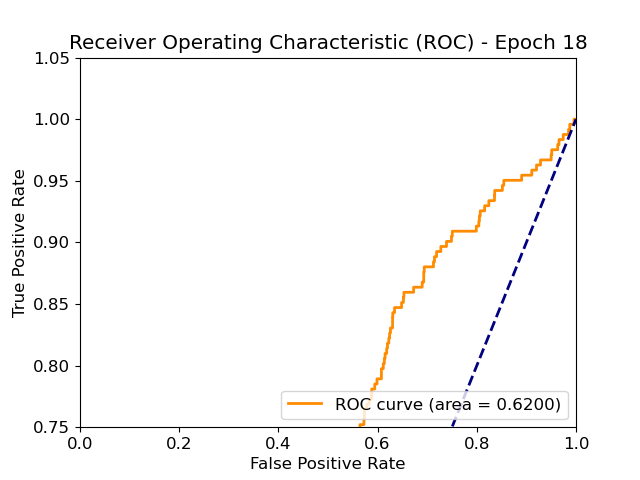 Receiver Operating Characteristic (ROC) - Epoch 18
1.05
1.00
0.95
0.90
0.85
0.80
0.75
True Positive Rate
ROC curve (area = 0.6200)
0.0 0.2 0.4 0.6 0.8 1.0
False Positive Rate